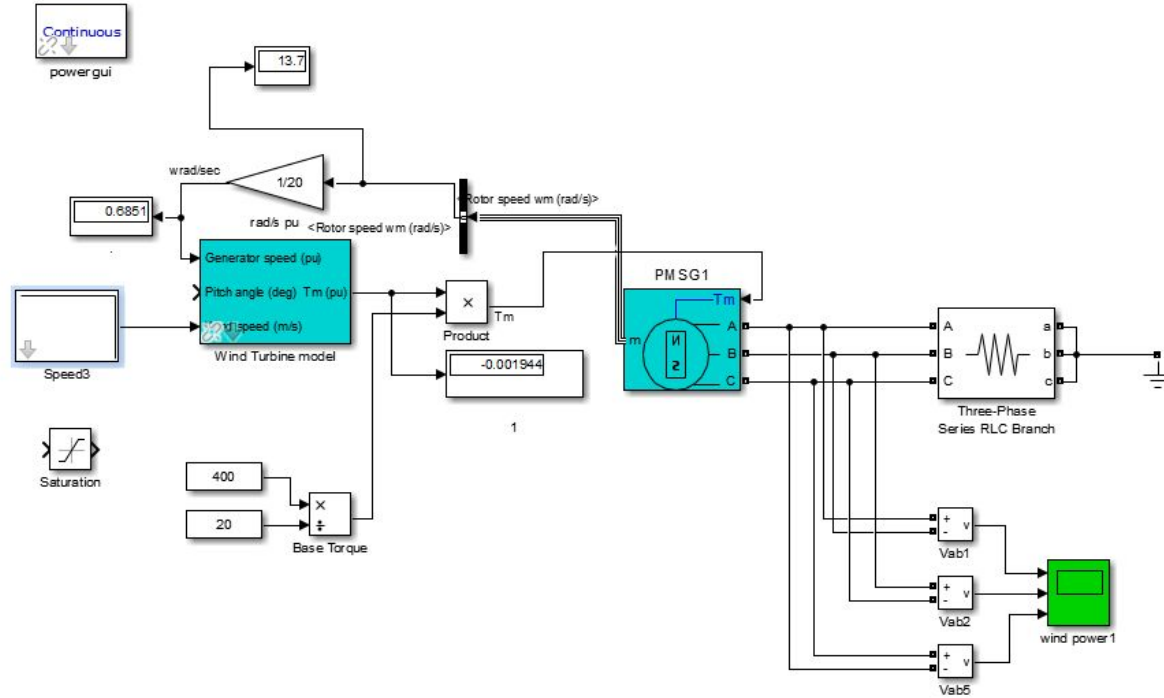 Continuous
powergui
13.7
wrad/sec
1/20
rad/s pu
<Rotor speed wm (rad/s)>
<Rotor speed wm (rad/s)>
0.6851
Generator speed (pu)
Pitch angle (deg) Tm (pu)
speed (m/s)
Wind Turbine model
Speed3
×
Product
Tm
-0.001944
1
PMSG1
Tm
m
N
S
A
B
C
A
B
C
a
b
c
Three-Phase
Series RLC Branch
Saturation
400
20
×
÷
Base Torque
+
-
v
Vab1
+
-
v
Vab2
+
-
v
Vab5
wind power1